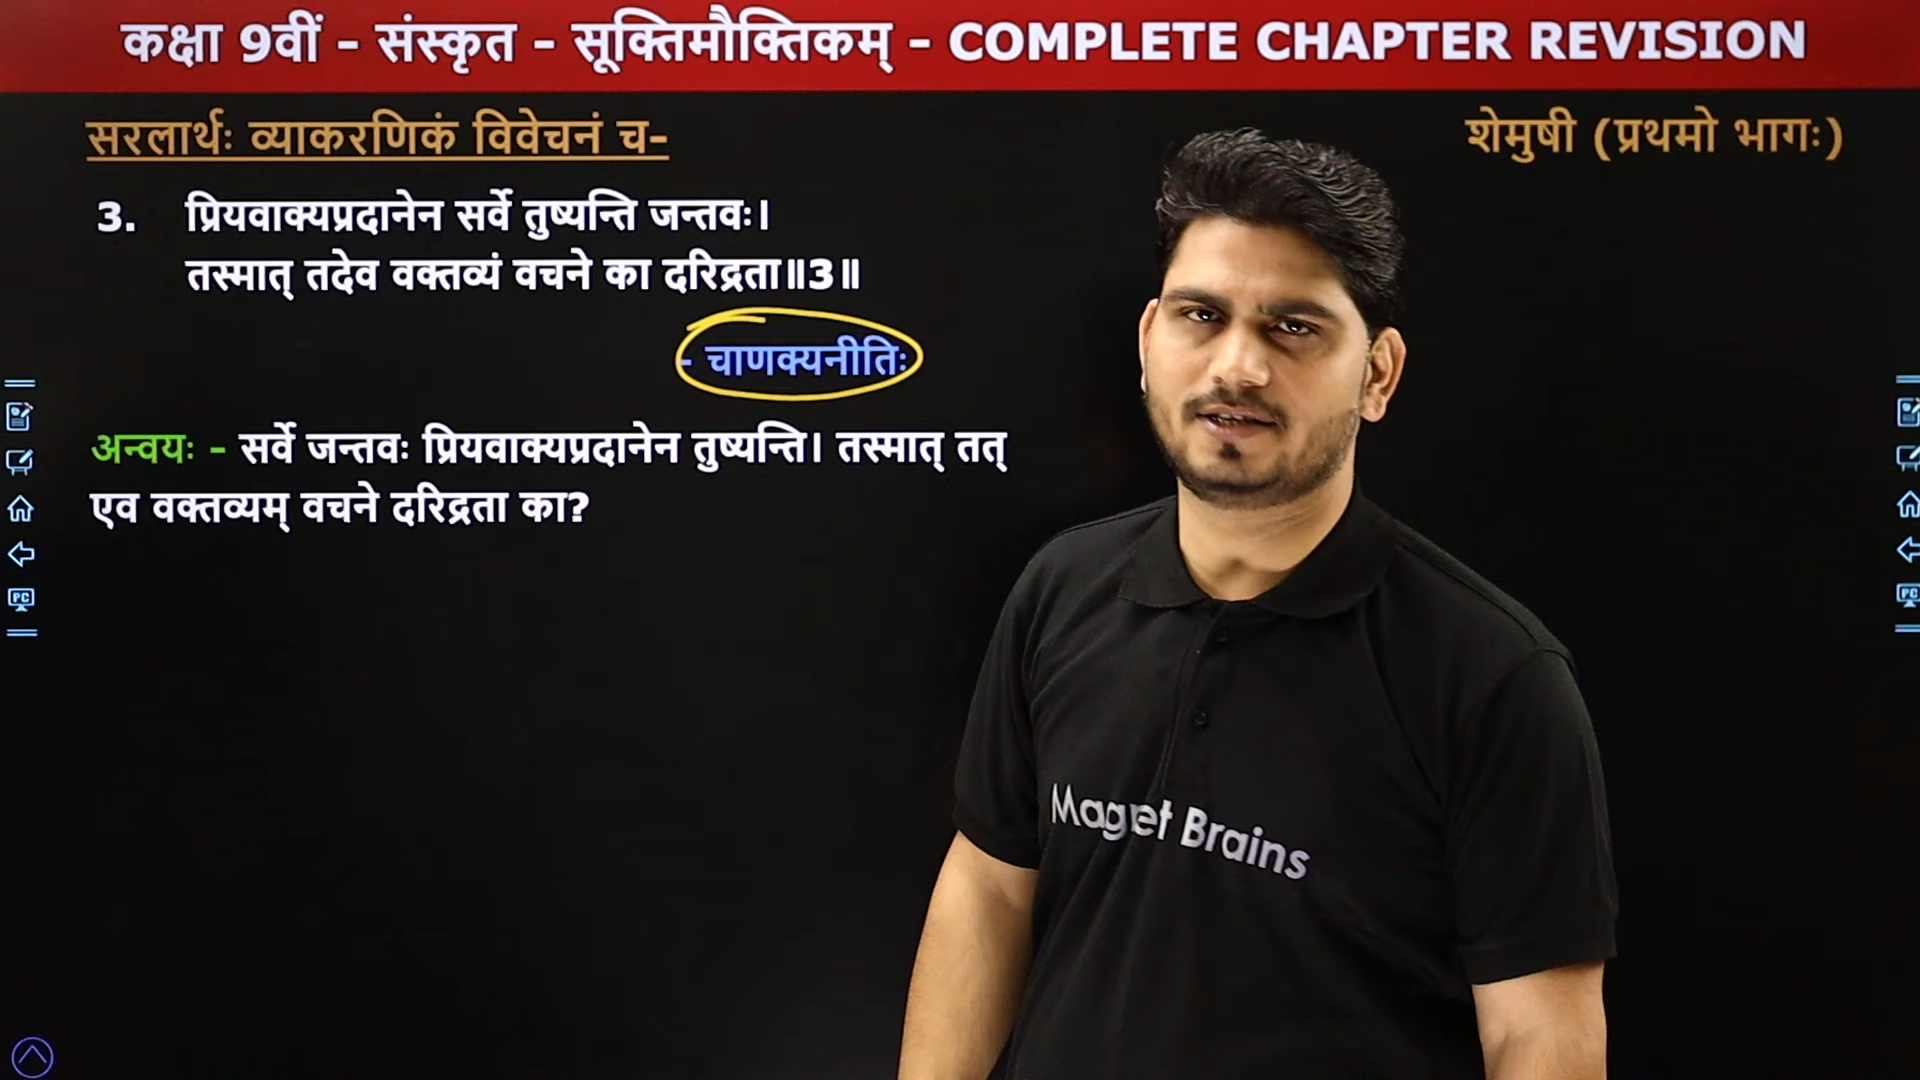 कक्षा 9वीं - संस्कृत - सूक्तिमौक्तिकम् - COMPLETE CHAPTER REVISION
सरलार्थः व्याकरणिकं विवेचनं च-
शेमुषी (प्रथमो भागः)
3. प्रियवाक्यप्रदानेन सर्वे तुष्यन्ति जन्तवः।
तस्मात् तदेव वक्तव्यं वचने का दरिद्रता॥3॥
- चाणक्यनीतिः
अन्वयः - सर्वे जन्तवः प्रियवाक्यप्रदानेन तुष्यन्ति। तस्मात् तत्
एव वक्तव्यम् वचने दरिद्रता का?
PC
PC
Magnet Brains